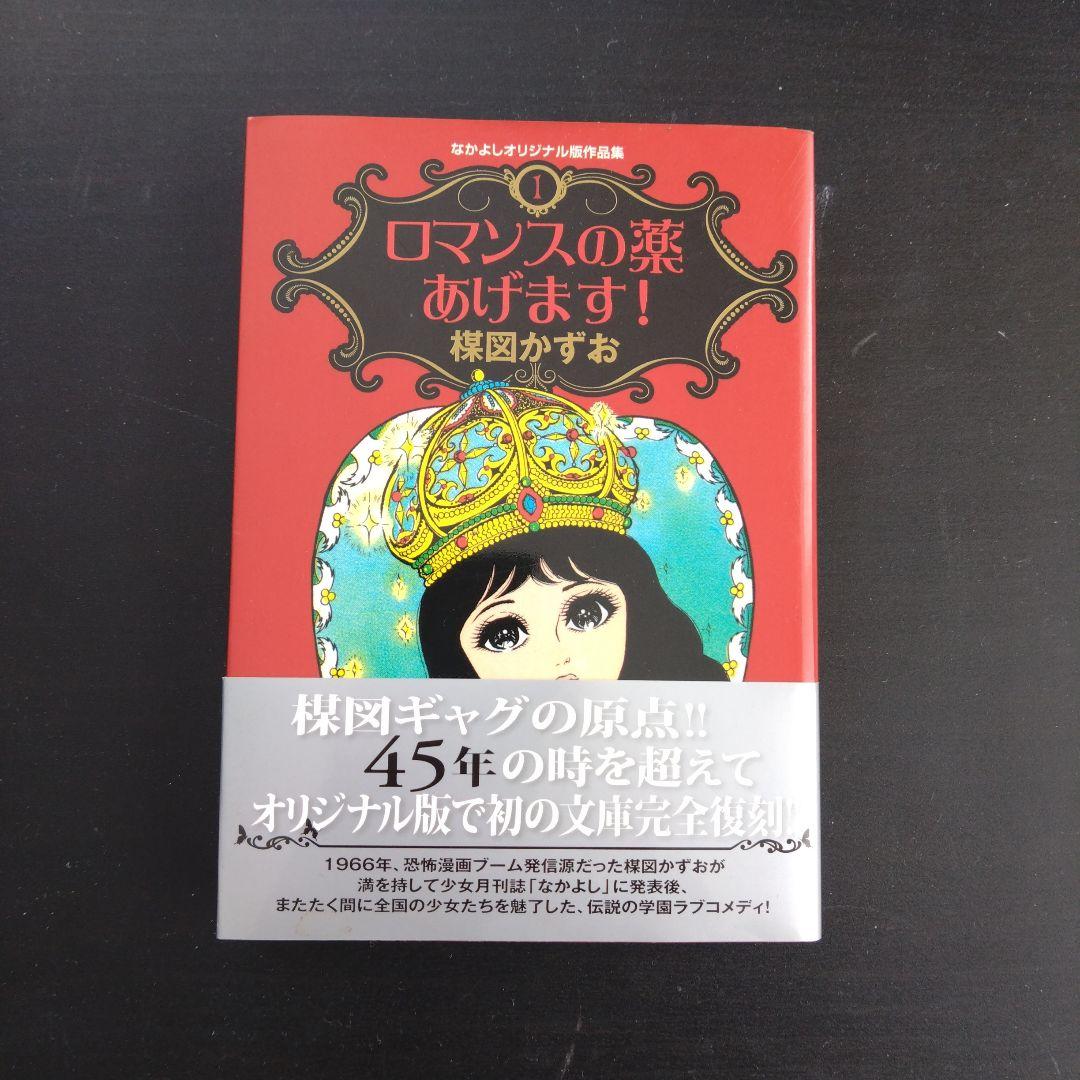 なかよしオリジナル版作品集
1
ロマンスの薬
あげます!
楳図かずお
楳図ギャグの原点!!
45年の時を超えて
オリジナル版で初の文庫完全復刻!
1966年、恐怖漫画ブーム発信源だった楳図かずおが
満を持して少女月刊誌「なかよし」に発表後、
またたく間に全国の少女たちを魅了した、伝説の学園ラブコメディ!